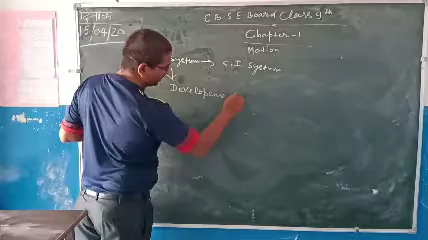 15/04/20
C B S E Board Class 9th
Chapter-1
Motion
System → S.I System
Developing